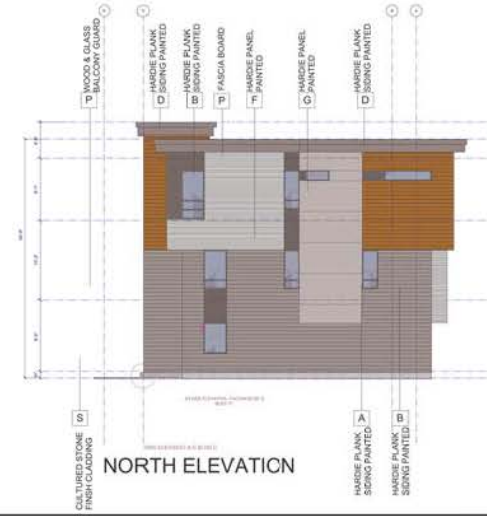 WOOD & GLASS
BALCONY GUARD
P
HARDIE PLANK
SIDING PAINTED
D
HARDIE PLANK
SIDING PAINTED
B
FASCIA BOARD
P
HARDIE PANEL
PAINTED
F
HARDIE PANEL
PAINTED
G
HARDIE PLANK
SIDING PAINTED
D
S
CULTURED STONE
FINSH CLADDING
A
HARDIE PLANK
SIDING PAINTED
B
HARDIE PLANK
SIDING PAINTED
NORTH ELEVATION